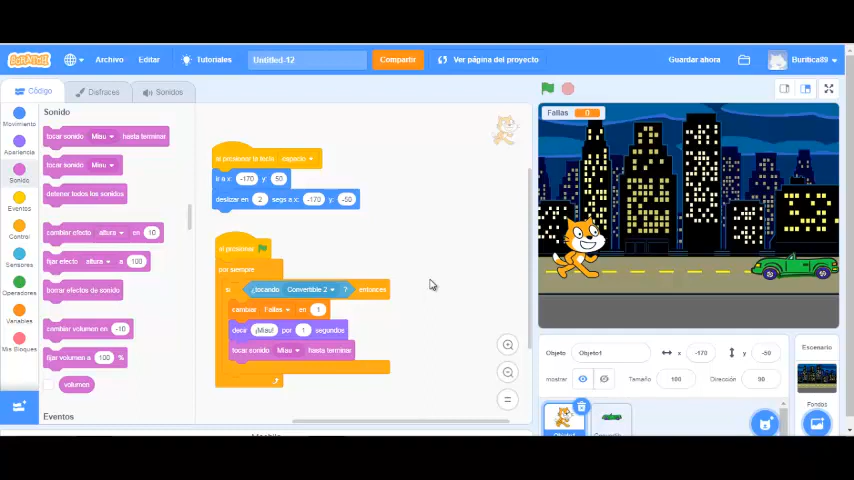 SCRATCH Archivo Editar Tutoriales Untitled-12 Compartir Ver página del proyecto Guardar ahora Buritica89
Código Disfraces Sonidos
Movimiento
Apariencia
Sonido
Eventos
Control
Sensores
Operadores
Variables
Mis Bloques
Sonido
tocar sonido Miau hasta terminar
tocar sonido Miau
detener todos los sonidos
cambiar efecto altura en 10
fijar efecto altura a 100
borrar efectos de sonido
cambiar volumen en -10
fijar volumen a 100 %
volumen
Eventos
al presionar la tecla espacio
ir a x: -170 y: 50
deslizar en 2 segs a x: -170 y: -50
al presionar
por siempre
si ¿tocando Convertible 2 ? entonces
cambiar Fallas en 1
decir ¡Miau! por 1 segundos
tocar sonido Miau hasta terminar
Fallas 0
Objeto Objeto1 x -170 y -50
mostrar Tamaño 100 Dirección 90
Objeto1
Escenario
Fondos